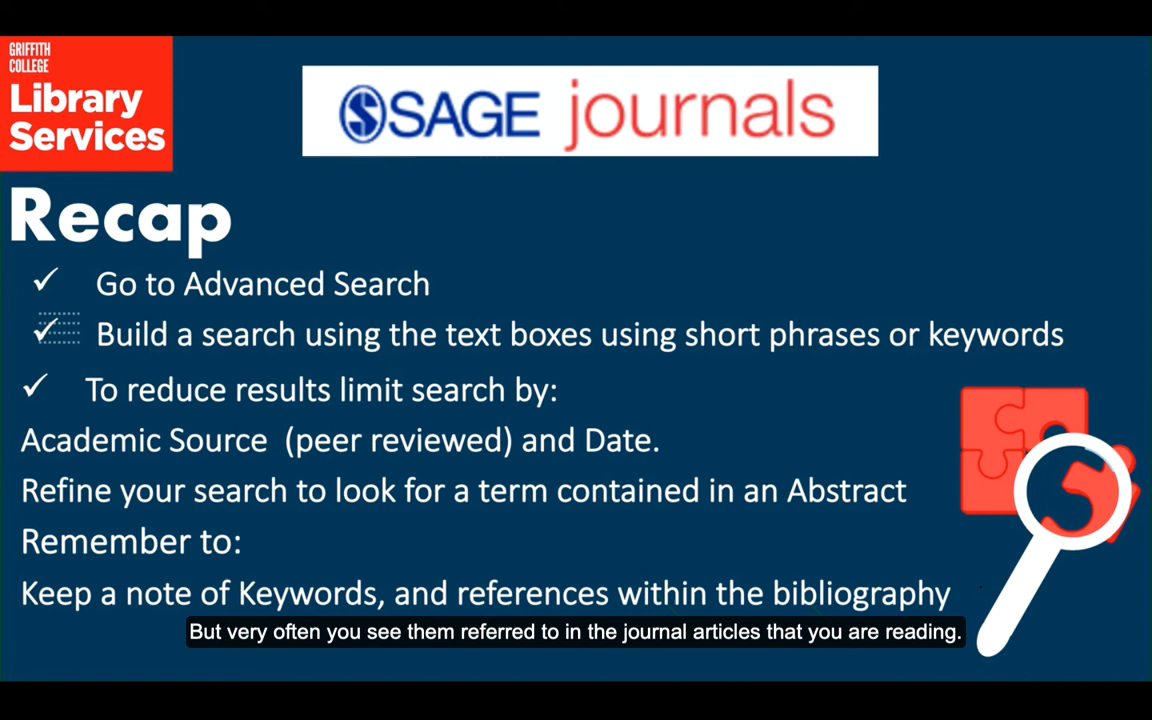 GRIFFITH
COLLEGE
Library
Services
SAGE journals
Recap
✓ Go to Advanced Search
✓ Build a search using the text boxes using short phrases or keywords
✓ To reduce results limit search by:
Academic Source (peer reviewed) and Date.
Refine your search to look for a term contained in an Abstract
Remember to:
Keep a note of Keywords, and references within the bibliography
But very often you see them referred to in the journal articles that you are reading.